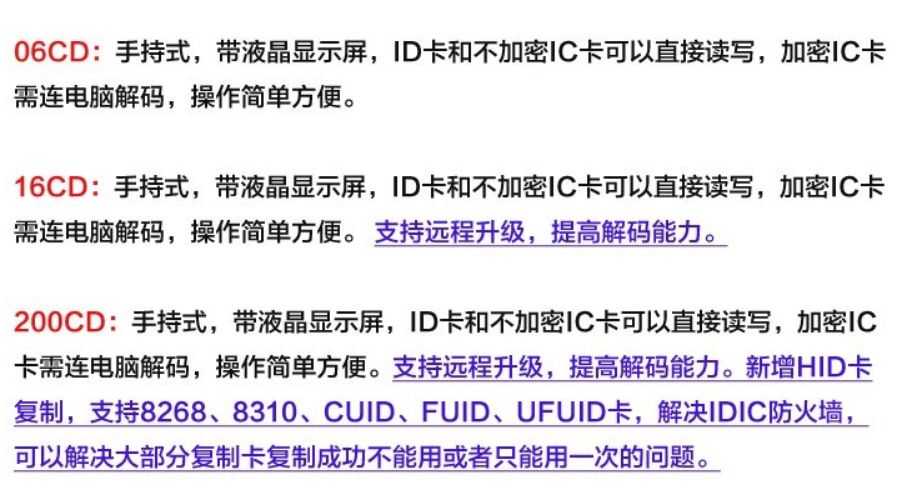 06CD：手持式，带液晶显示屏，ID卡和不加密IC卡可以直接读写，加密IC卡
需连电脑解码，操作简单方便。
16CD：手持式，带液晶显示屏，ID卡和不加密IC卡可以直接读写，加密IC卡
需连电脑解码，操作简单方便。 支持远程升级，提高解码能力。
200CD：手持式，带液晶显示屏，ID卡和不加密IC卡可以直接读写，加密IC
卡需连电脑解码，操作简单方便。支持远程升级，提高解码能力。新增HID卡
复制，支持8268、8310、CUID、FUID、UFUID卡，解决IDIC防火墙，
可以解决大部分复制卡复制成功不能用或者只能用一次的问题。